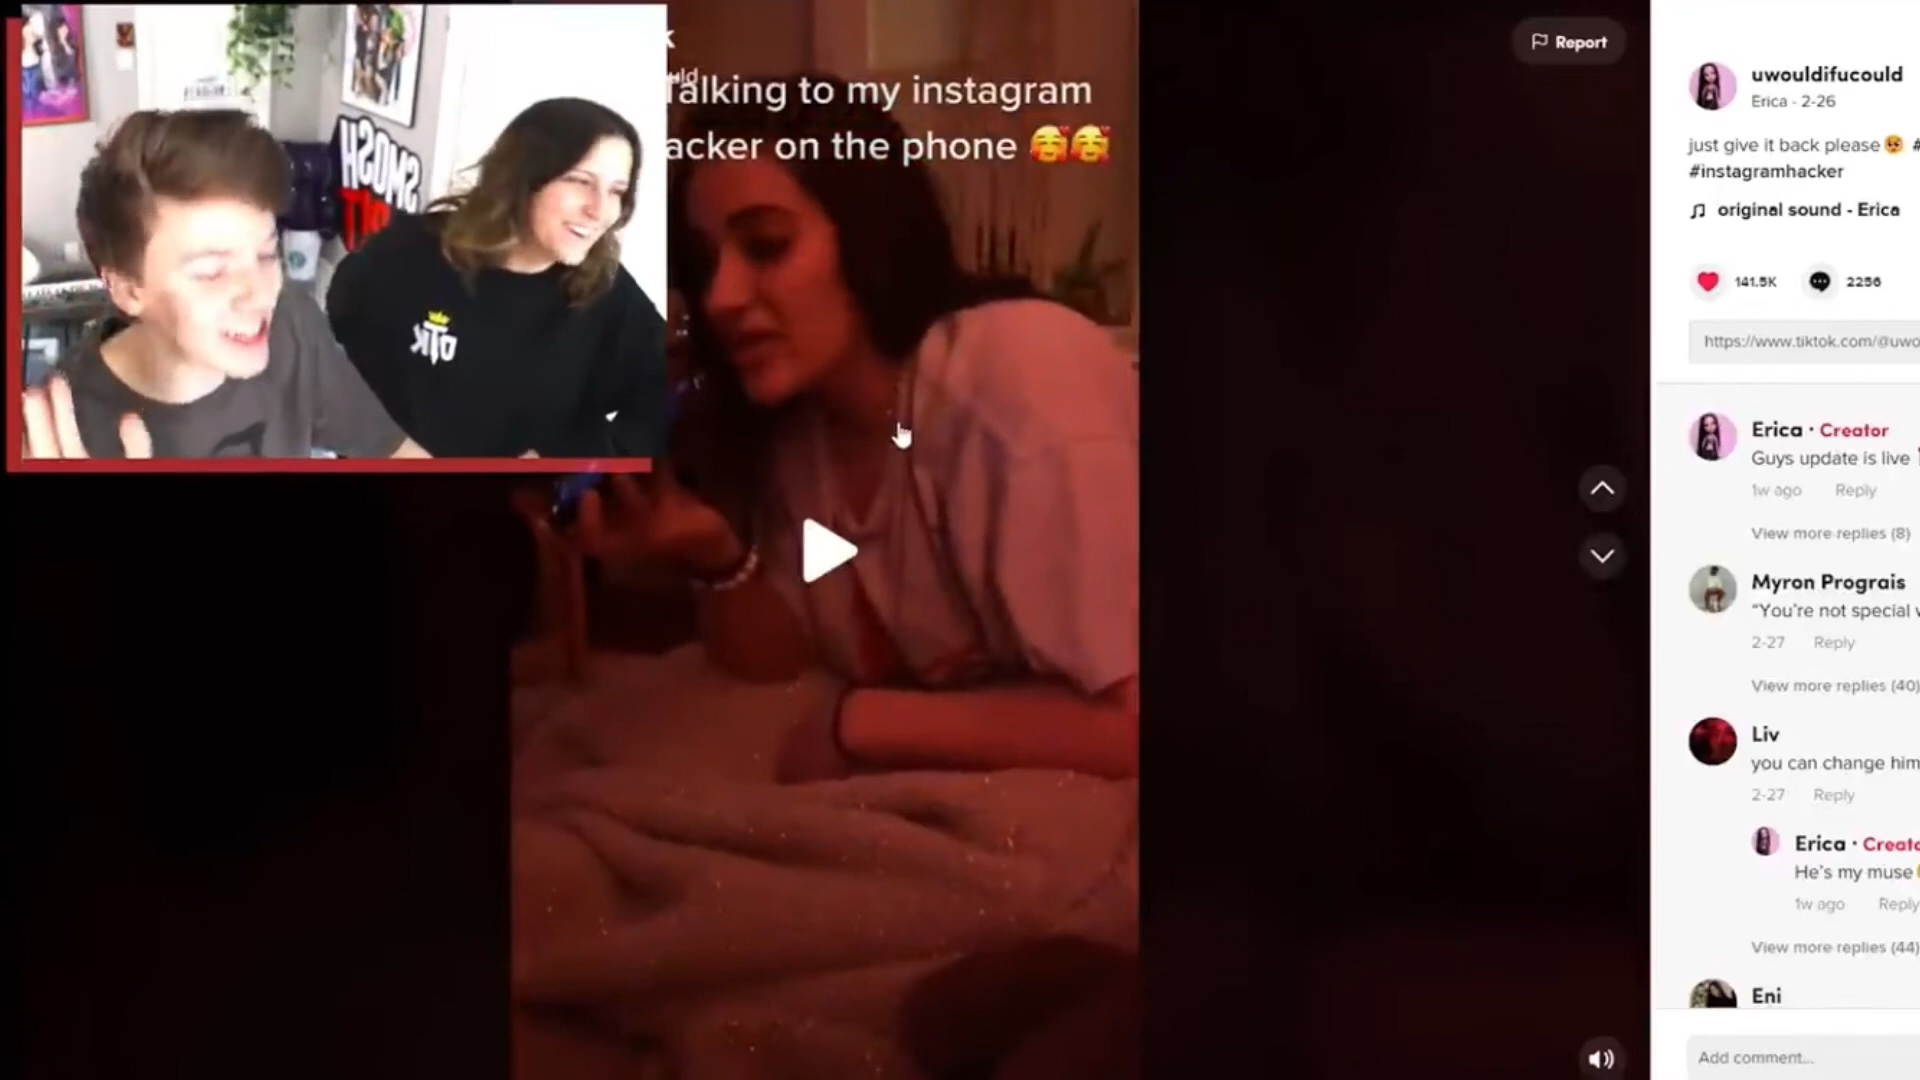 Talking to my instagram
acker on the phone 🥰🥰
Report
uwouldifucould
Erica · 2-26
just give it back please🥺 #
#instagramhacker
original sound - Erica
141.5K
2256
https://www.tiktok.com/@uwo
Erica · Creator
Guys update is live
1w ago Reply
View more replies (8)
Myron Prograis
“You're not special
2-27 Reply
View more replies (40)
Liv
you can change him
2-27 Reply
Erica · Creato
He's my muse
1w ago Reply
View more replies (44)
Eni
Add comment...
SMOSH
PIT